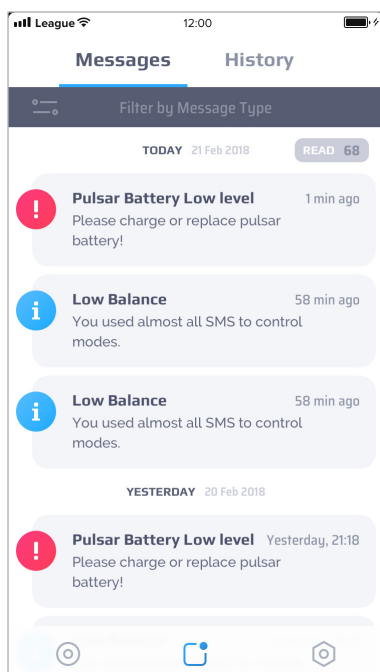 League 12:00
Messages History
Filter by Message Type
TODAY 21 Feb 2018 READ 68
Pulsar Battery Low level 1 min ago
Please charge or replace pulsar
battery!
Low Balance 58 min ago
You used almost all SMS to control
modes.
Low Balance 58 min ago
You used almost all SMS to control
modes.
YESTERDAY 20 Feb 2018
Pulsar Battery Low level Yesterday, 21:18
Please charge or replace pulsar
battery!